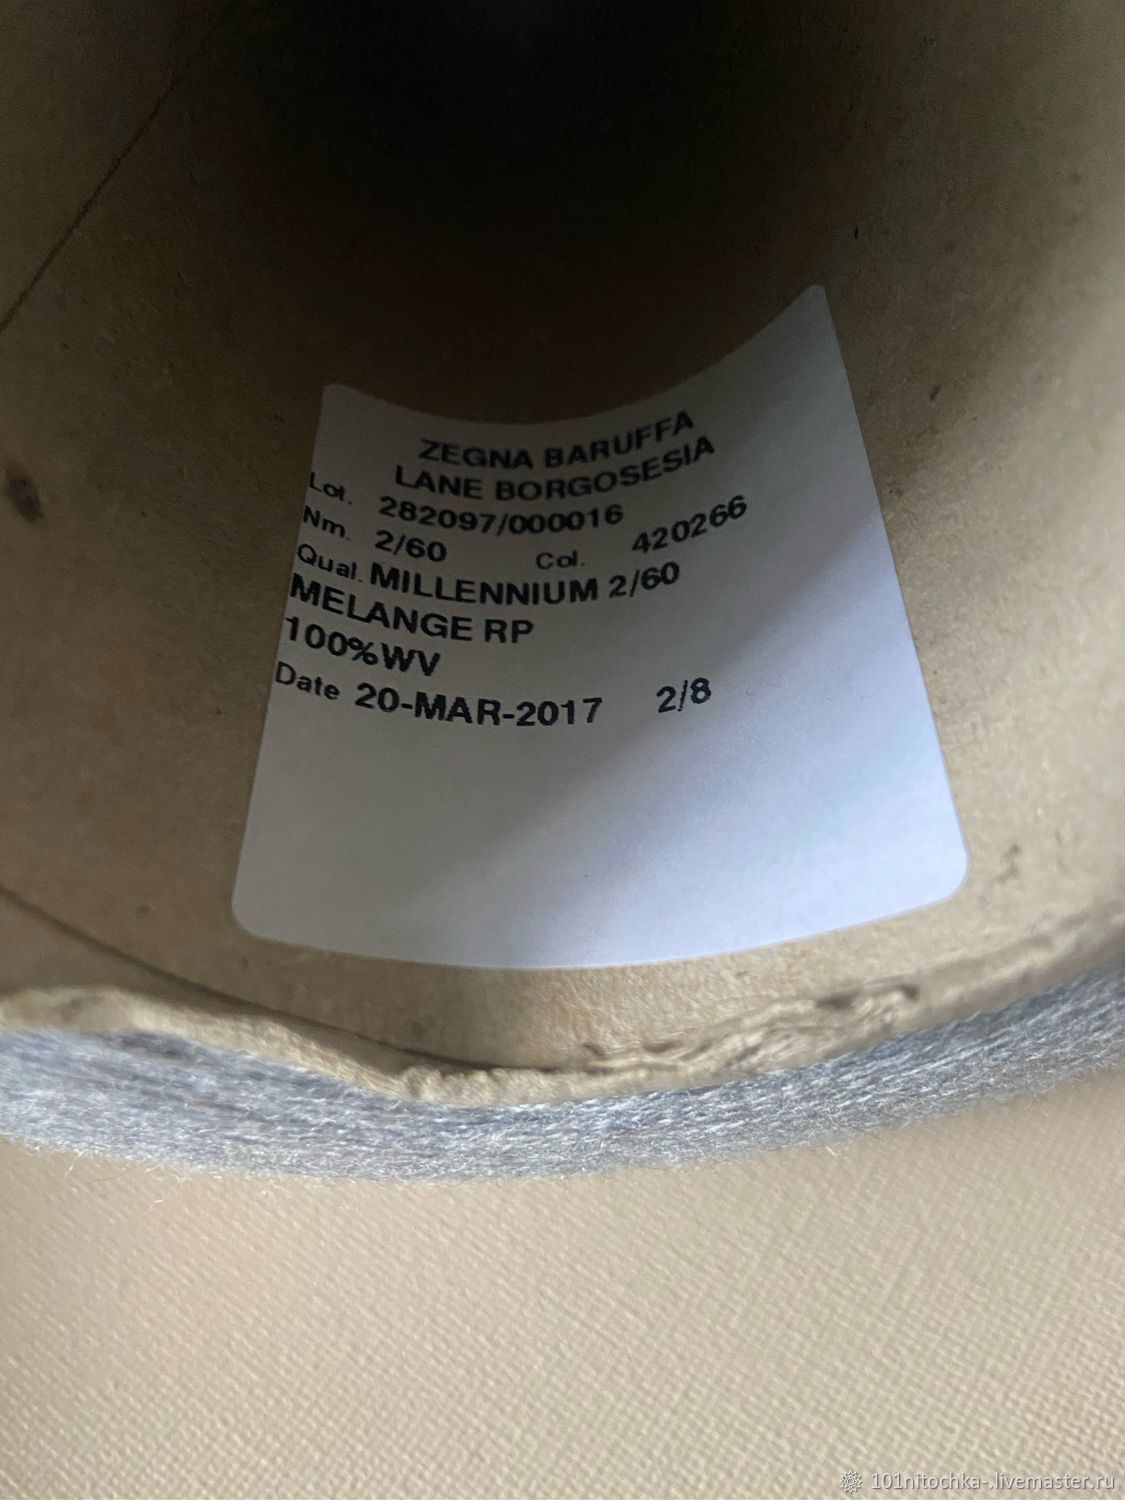 ZEGNA BARUFFA
LANE BORGOSESIA
Lot. 282097/000016
Nm. 2/60 Col. 420266
Qual. MILLENNIUM 2/60
MELANGE RP
100%WV
Date 20-MAR-2017 2/8
101nitochka-.livemaster.ru